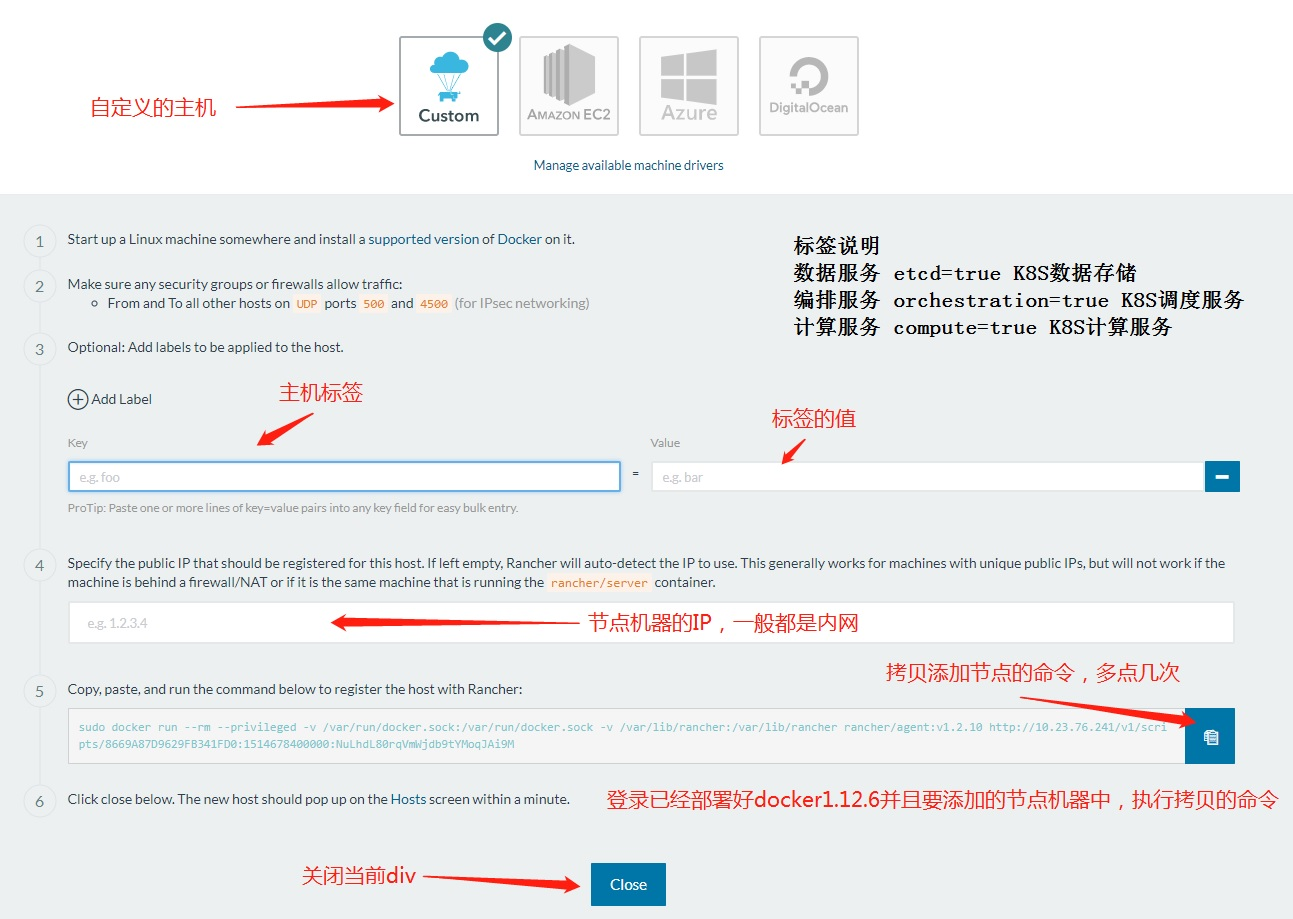 自定义的主机
Custom
AMAZON EC2
Azure
DigitalOcean
Manage available machine drivers
1
Start up a Linux machine somewhere and install a supported version of Docker on it.
标签说明
数据服务 etcd=true K8S数据存储
编排服务 orchestration=true K8S调度服务
计算服务 compute=true K8S计算服务
2
Make sure any security groups or firewalls allow traffic:
From and To all other hosts on UDP ports 500 and 4500 (for IPsec networking)
3
Optional: Add labels to be applied to the host.
Add Label
主机标签
标签的值
Key
Value
e.g. foo
=
e.g. bar
ProTip: Paste one or more lines of key=value pairs into any key field for easy bulk entry.
4
Specify the public IP that should be registered for this host. If left empty, Rancher will auto-detect the IP to use. This generally works for machines with unique public IPs, but will not work if the
machine is behind a firewall/NAT or if it is the same machine that is running the rancher/server container.
e.g. 1.2.3.4
节点机器的IP，一般都是内网
拷贝添加节点的命令，多点几次
5
Copy, paste, and run the command below to register the host with Rancher:
sudo docker run --rm --privileged -v /var/run/docker.sock:/var/run/docker.sock -v /var/lib/rancher:/var/lib/rancher rancher/agent:v1.2.10 http://10.23.76.241/v1/scri
pts/8669A87D9629FB341FD0:1514678400000:NuLhdL80rqVmWjdb9tYMoqJAi9M
6
Click close below. The new host should pop up on the Hosts screen within a minute.
登录已经部署好docker1.12.6并且要添加的节点机器中，执行拷贝的命令
关闭当前div
Close